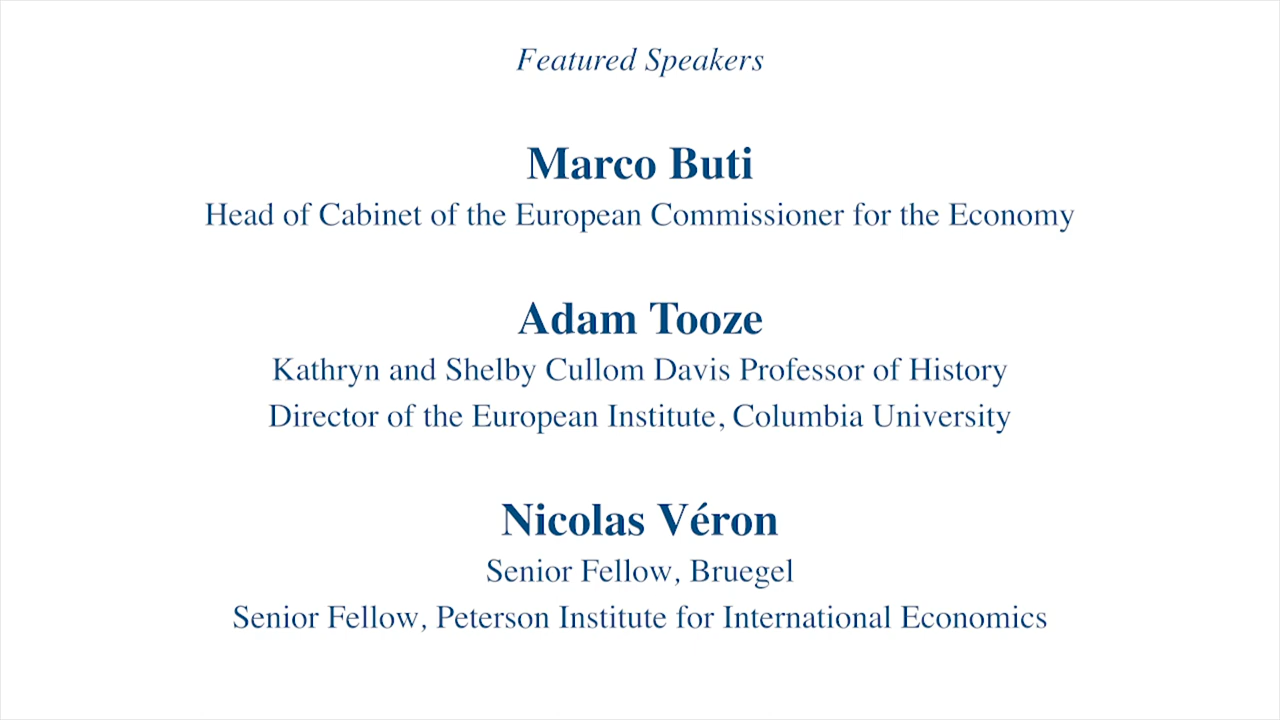 Featured Speakers
Marco Buti
Head of Cabinet of the European Commissioner for the Economy
Adam Tooze
Kathryn and Shelby Cullom Davis Professor of History
Director of the European Institute, Columbia University
Nicolas Véron
Senior Fellow, Bruegel
Senior Fellow, Peterson Institute for International Economics